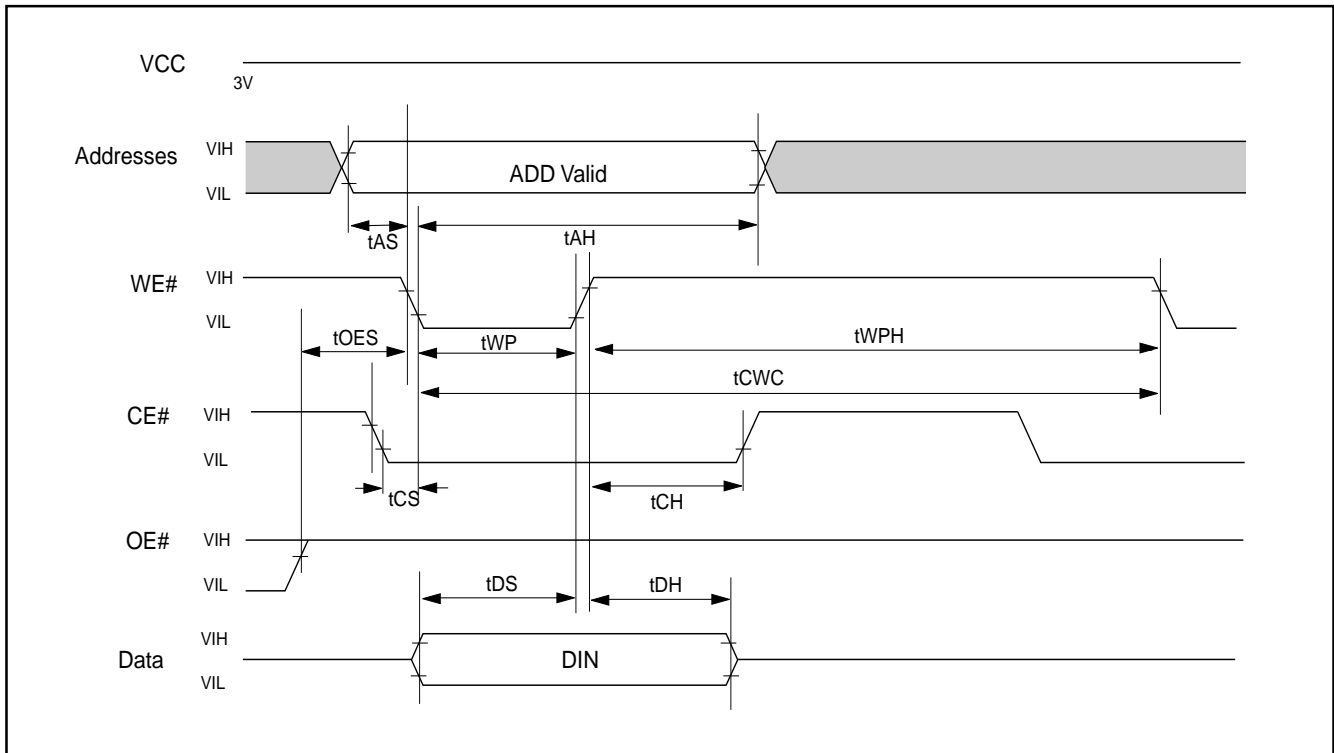 VCC
3V
Addresses
VIH
VIL
ADD Valid
tAS
tAH
WE#
VIH
VIL
tOES
tWP
tWPH
tCWC
CE#
VIH
VIL
tCS
tCH
OE#
VIH
VIL
tDS
tDH
Data
VIH
VIL
DIN